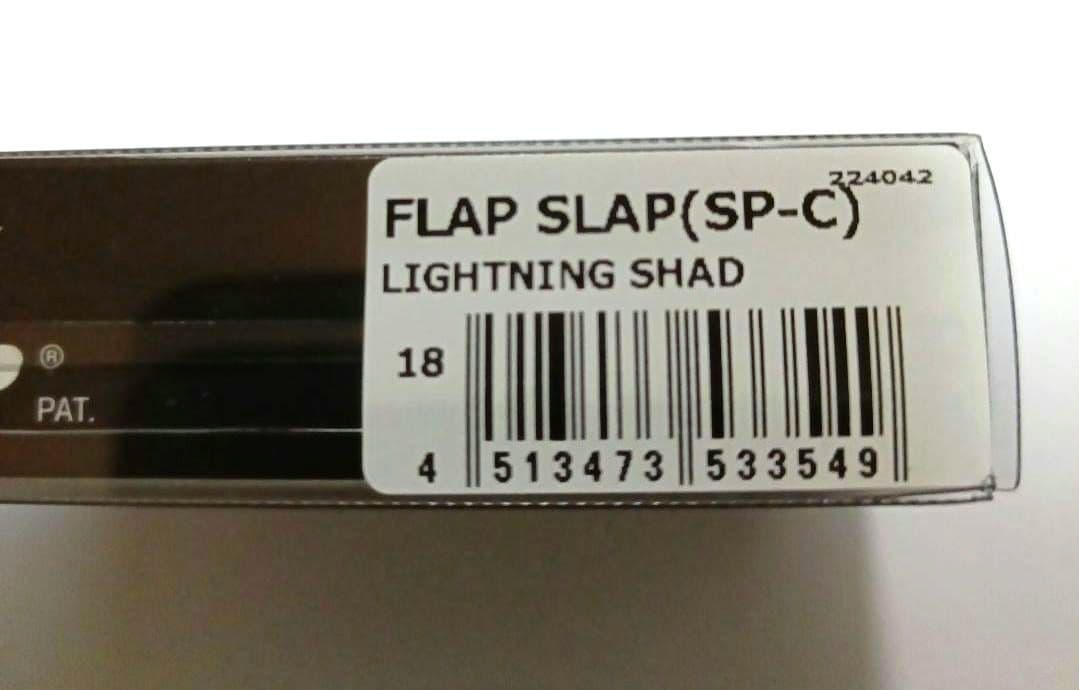 224042
FLAP SLAP(SP-C)
LIGHTNING SHAD
18
® 
PAT.
4 513473 533549